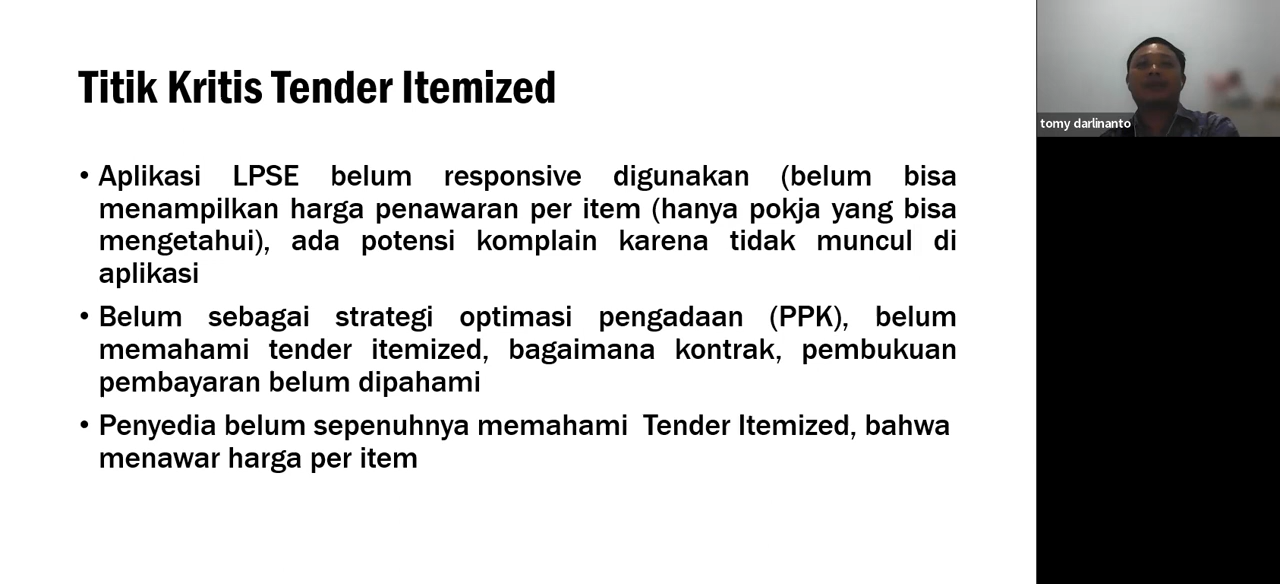 Titik Kritis Tender Itemized
• Aplikasi LPSE belum responsive digunakan (belum bisa
menampilkan harga penawaran per item (hanya pokja yang bisa
mengetahui), ada potensi komplain karena tidak muncul di
aplikasi
• Belum sebagai strategi optimasi pengadaan (PPK), belum
memahami tender itemized, bagaimana kontrak, pembukuan
pembayaran belum dipahami
• Penyedia belum sepenuhnya memahami Tender Itemized, bahwa
menawar harga per item
tomy darlinanto